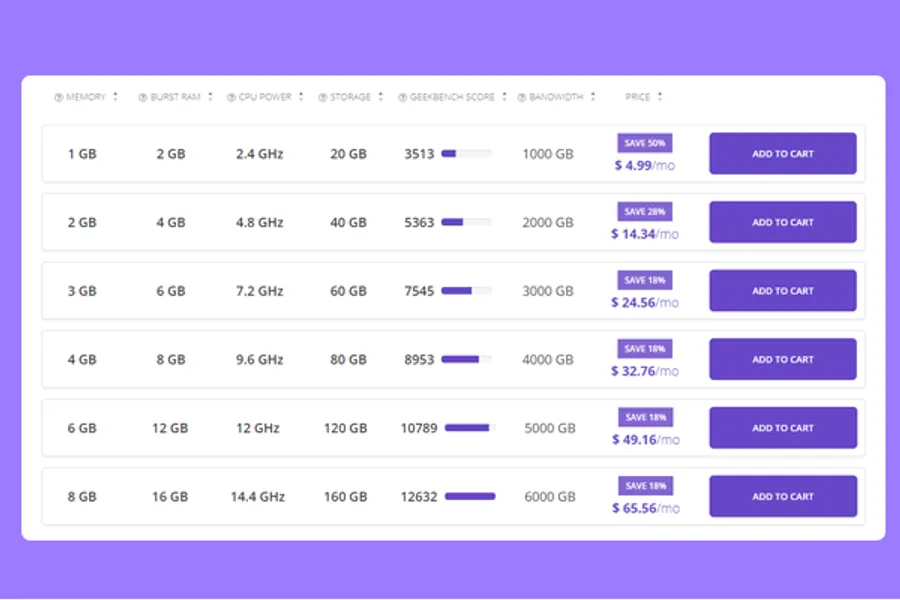 MEMORY BURST RAM CPU POWER STORAGE GEEKBENCH SCORE BANDWIDTH PRICE
1 GB 2 GB 2.4 GHz 20 GB 3513 1000 GB SAVE 50% $ 4.99/mo ADD TO CART
2 GB 4 GB 4.8 GHz 40 GB 5363 2000 GB SAVE 28% $ 14.34/mo ADD TO CART
3 GB 6 GB 7.2 GHz 60 GB 7545 3000 GB SAVE 18% $ 24.56/mo ADD TO CART
4 GB 8 GB 9.6 GHz 80 GB 8953 4000 GB SAVE 18% $ 32.76/mo ADD TO CART
6 GB 12 GB 12 GHz 120 GB 10789 5000 GB SAVE 18% $ 49.16/mo ADD TO CART
8 GB 16 GB 14.4 GHz 160 GB 12632 6000 GB SAVE 18% $ 65.56/mo ADD TO CART